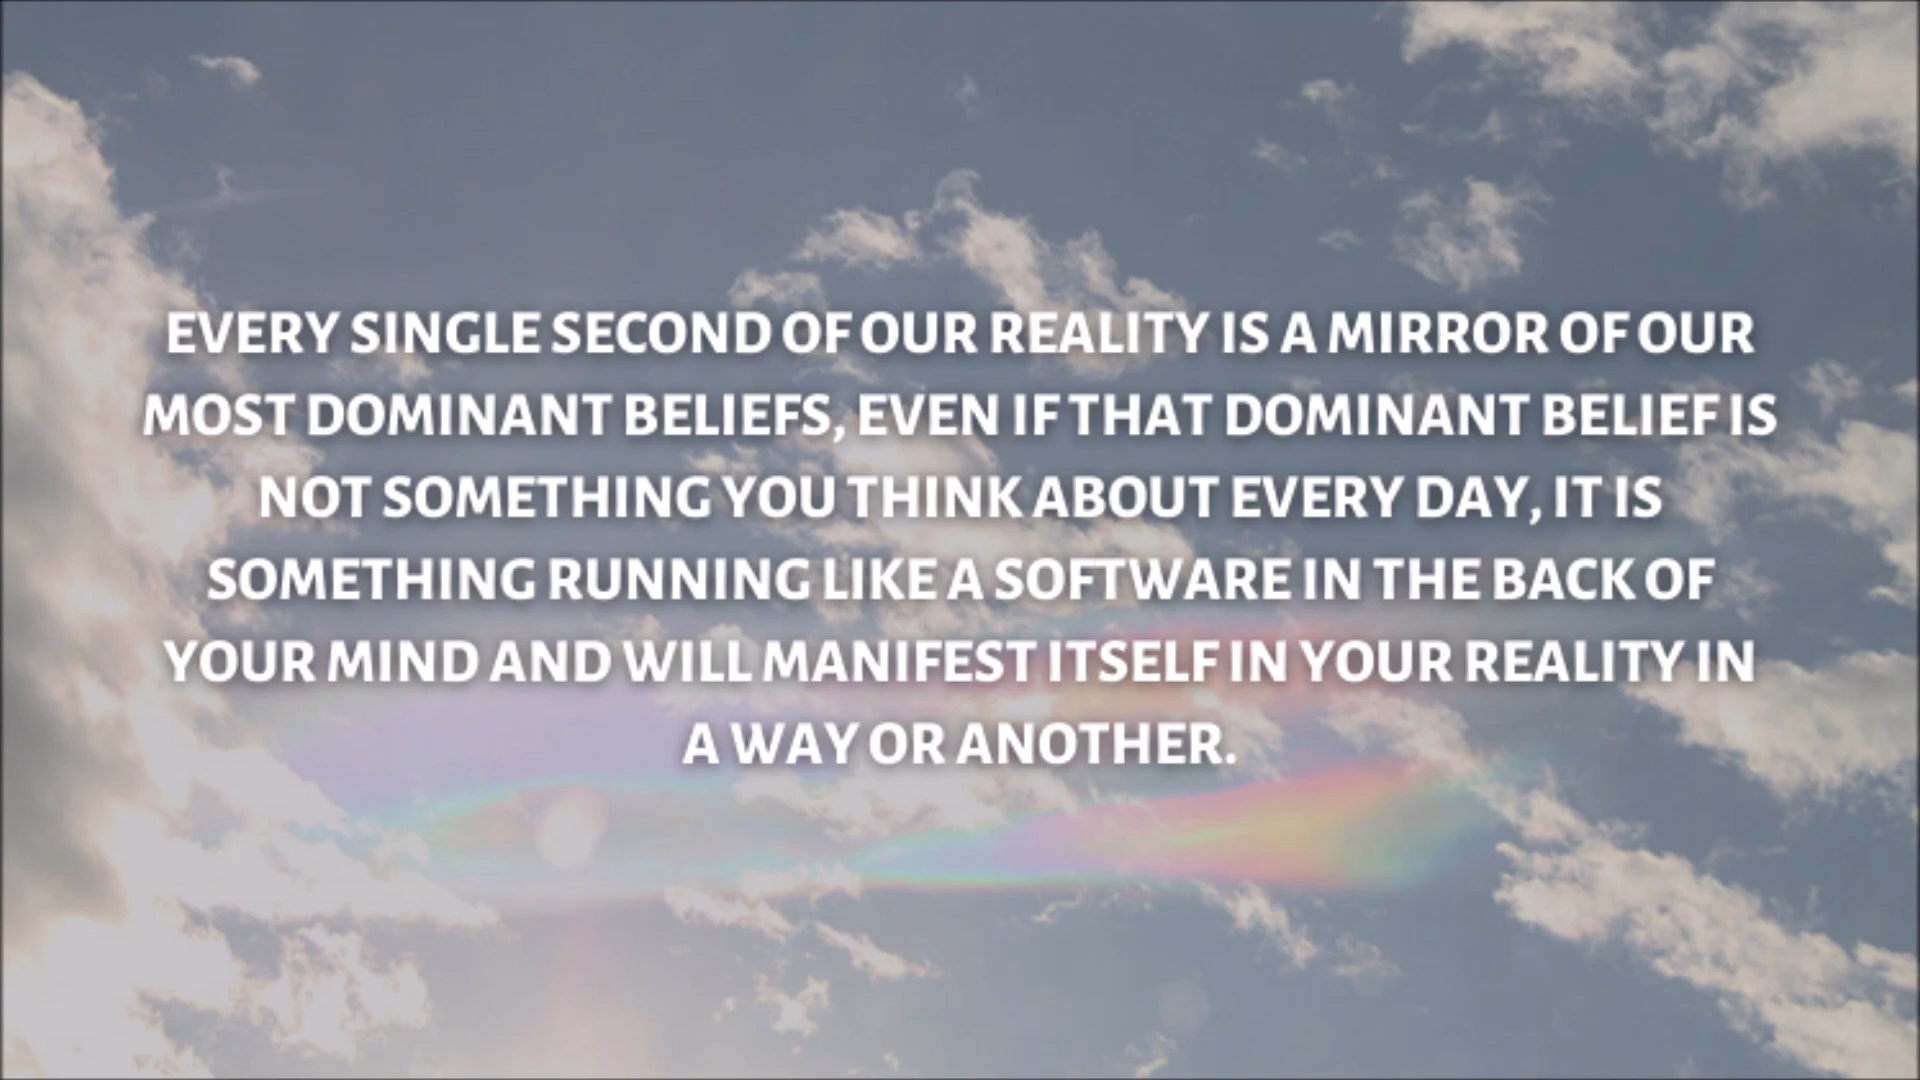 EVERY SINGLE SECOND OF OUR REALITY IS A MIRROR OF OUR
MOST DOMINANT BELIEFS, EVEN IF THAT DOMINANT BELIEF IS
NOT SOMETHING YOU THINK ABOUT EVERY DAY, IT IS
SOMETHING RUNNING LIKE A SOFTWARE IN THE BACK OF
YOUR MIND AND WILL MANIFEST ITSELF IN YOUR REALITY IN
A WAY OR ANOTHER.